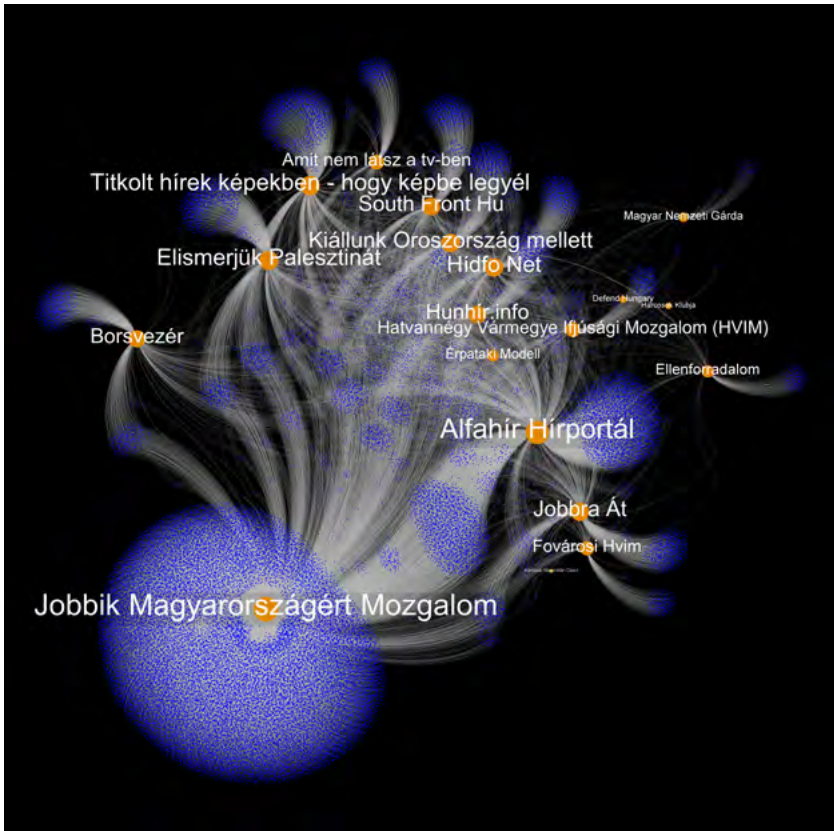 Amit nem látsz a tv-ben
Titkolt hírek képekben - hogy képbe legyél
South Front Hu
Magyar Nemzeti Gárda
Kiállunk Oroszország mellett
Elismerjük Palesztinát
Hídfo Net
Defend Hungary
Hunhír.info
Hatvannégy Vármegye Ifjúsági Mozgalom (HVIM)
Borsvezér
Érpataki Modell
Ellenforradalom
Alfahír Hírportál
Jobbra Át
Fovárosi Hvim
Jobbik Magyarországért Mozgalom